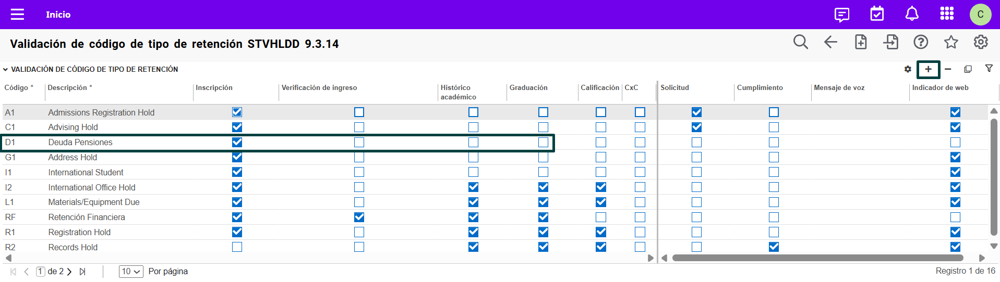 Inicio
C
Validación de código de tipo de retención STVHLDD 9.3.14
VALIDACIÓN DE CÓDIGO DE TIPO DE RETENCIÓN
Código * Descripción * Inscripción Verificación de ingreso Histórico académico Graduación Calificación CxC Solicitud Cumplimiento Mensaje de voz Indicador de web
A1 Admissions Registration Hold
C1 Advising Hold
D1 Deuda Pensiones
G1 Address Hold
I1 International Student
I2 International Office Hold
L1 Materials/Equipment Due
RF Retención Financiera
R1 Registration Hold
R2 Records Hold
1 de 2 10 Por página Registro 1 de 16